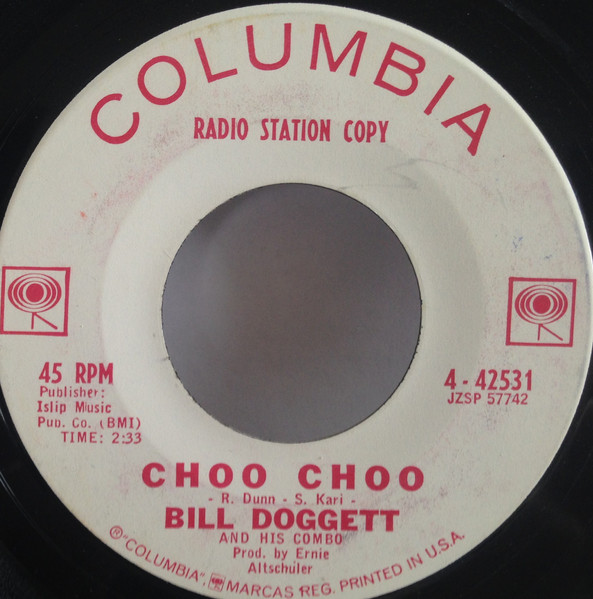 COLUMBIA
RADIO STATION COPY
45 RPM
Publisher:
Islip Music
Pub. Co. (BMI)
TIME: 2:33
4-42531
JZSP 57742
CHOO CHOO
- R. Dunn - S. Kari -
BILL DOGGETT
AND HIS COMBO
Prod. by Ernie
Altschuler
®"COLUMBIA", MARCAS REG. PRINTED IN U.S.A.